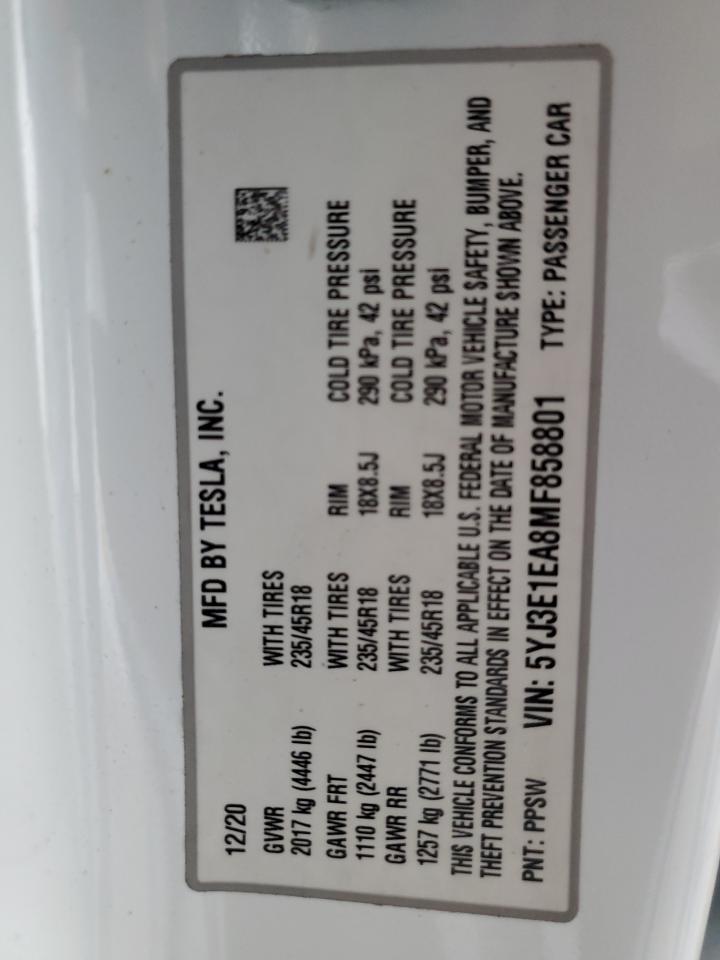 MFD BY TESLA, INC.
12/20
GVWR WITH TIRES
2017 kg (4446 lb) 235/45R18
GAWR FRT WITH TIRES RIM COLD TIRE PRESSURE
1110 kg (2447 lb) 235/45R18 18X8.5J 290 kPa, 42 psi
GAWR RR WITH TIRES RIM COLD TIRE PRESSURE
1257 kg (2771 lb) 235/45R18 18X8.5J 290 kPa, 42 psi
THIS VEHICLE CONFORMS TO ALL APPLICABLE U.S. FEDERAL MOTOR VEHICLE SAFETY, BUMPER, AND
THEFT PREVENTION STANDARDS IN EFFECT ON THE DATE OF MANUFACTURE SHOWN ABOVE.
PNT: PPSW VIN: 5YJ3E1EA8MF858801 TYPE: PASSENGER CAR